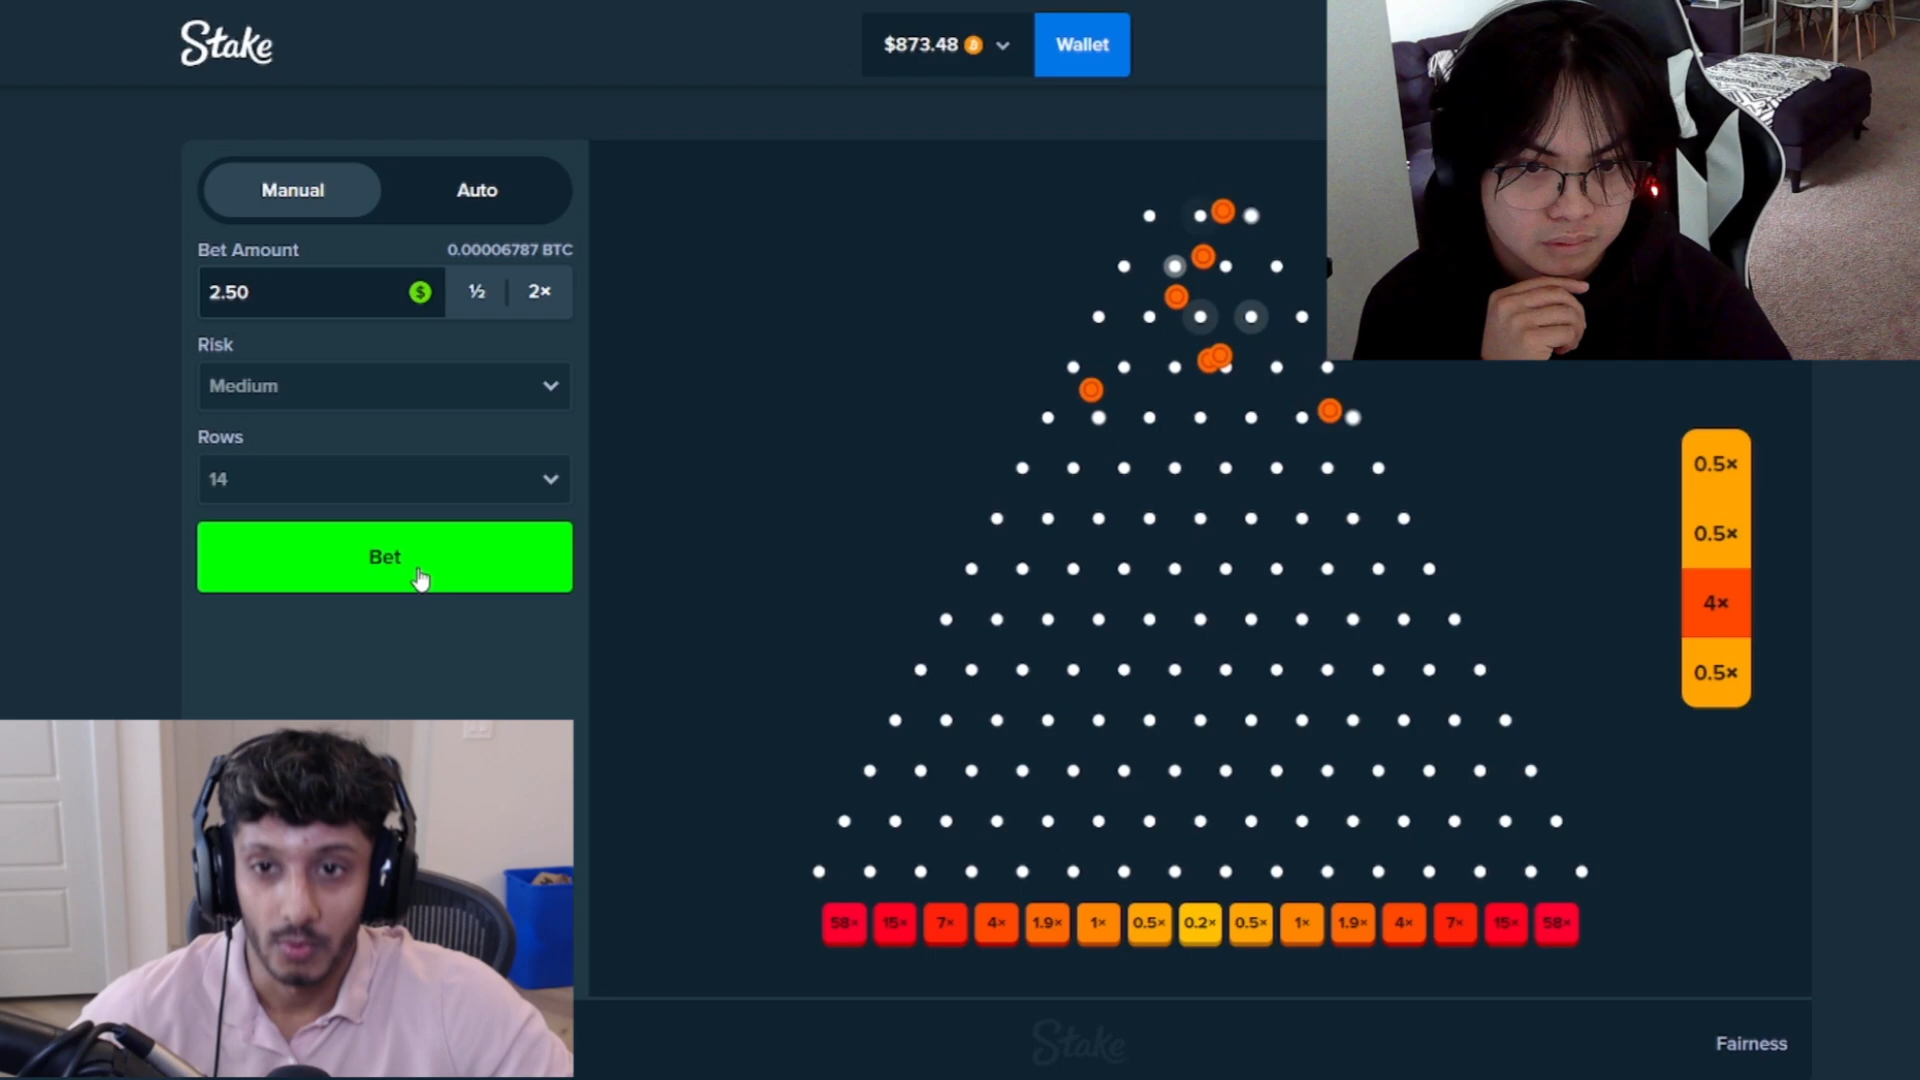 Stake
$873.48
Wallet
Manual
Auto
Bet Amount
0.00006787 BTC
2.50
$
½
2×
Risk
Medium
Rows
14
Bet
0.5×
0.5×
4×
0.5×
58× 15× 7× 4× 1.9× 1× 0.5× 0.2× 0.5× 1× 1.9× 4× 7× 15× 58×
Stake
Fairness